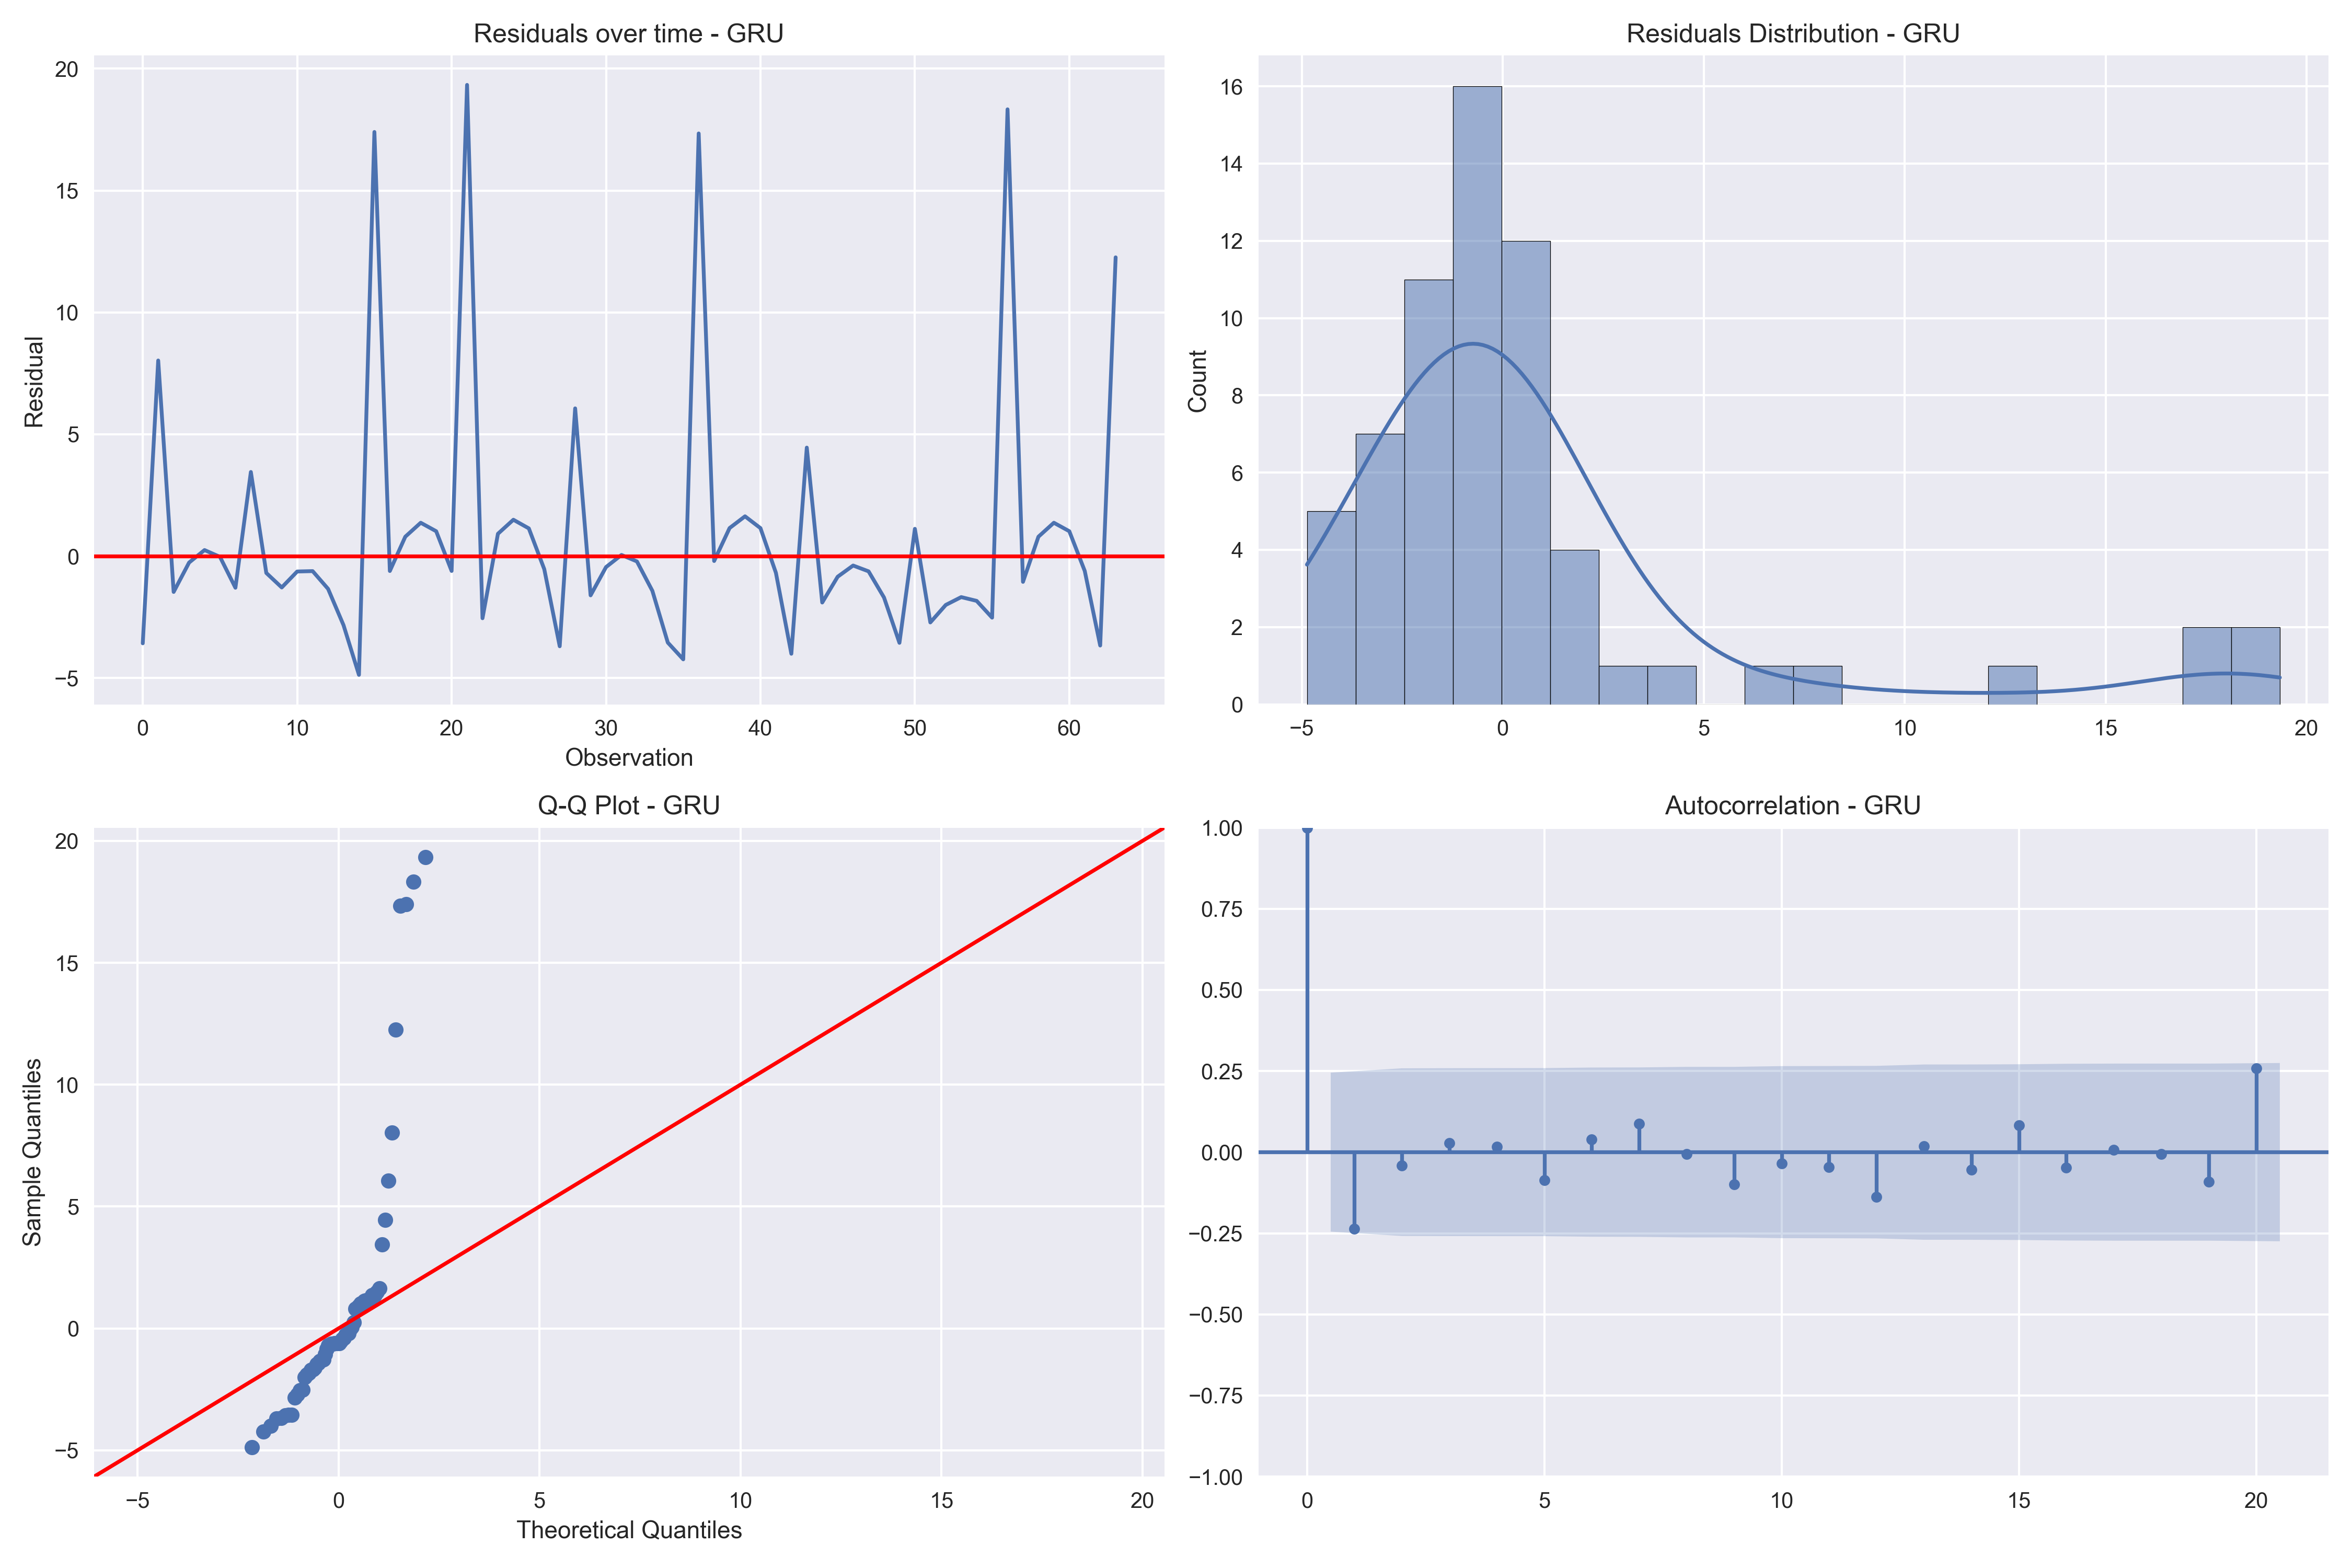 Residuals over time - GRU
20
15
10
5
0
−5
Residual
0 10 20 30 40 50 60
Observation
Residuals Distribution - GRU
16
14
12
10
8
6
4
2
0
Count
−5 0 5 10 15 20
Q-Q Plot - GRU
20
15
10
5
0
−5
Sample Quantiles
−5 0 5 10 15 20
Theoretical Quantiles
Autocorrelation - GRU
1.00
0.75
0.50
0.25
0.00
−0.25
−0.50
−0.75
−1.00
0 5 10 15 20